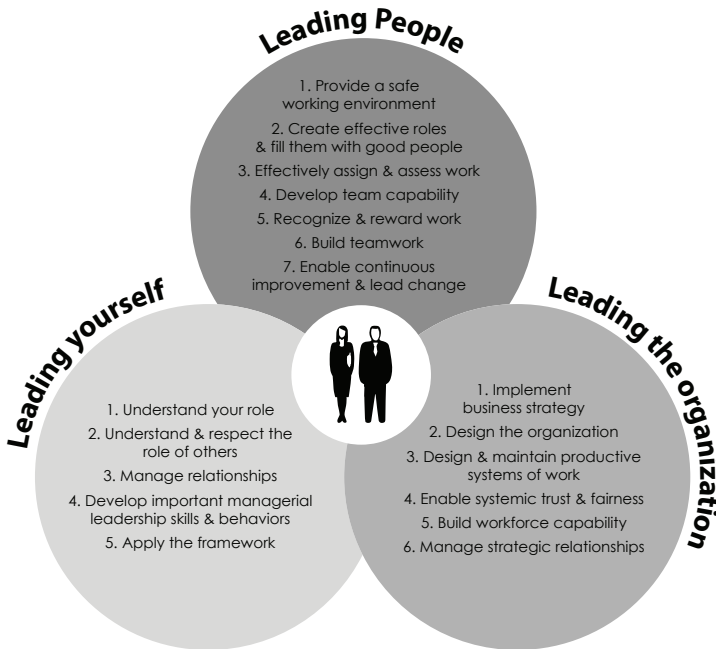 Leading People
1. Provide a safe
working environment
2. Create effective roles
& fill them with good people
3. Effectively assign & assess work
4. Develop team capability
5. Recognize & reward work
6. Build teamwork
7. Enable continuous
improvement & lead change
Leading yourself
1. Understand your role
2. Understand & respect the
role of others
3. Manage relationships
4. Develop important managerial
leadership skills & behaviors
5. Apply the framework
Leading the organization
1. Implement
business strategy
2. Design the organization
3. Design & maintain productive
systems of work
4. Enable systemic trust & fairness
5. Build workforce capability
6. Manage strategic relationships